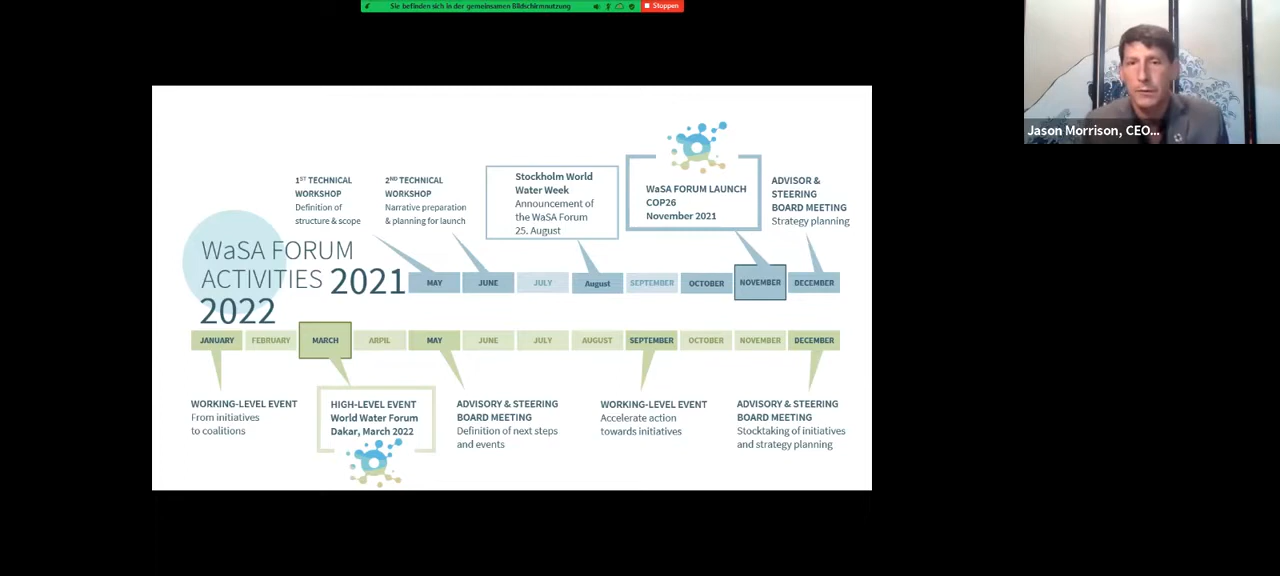 Sie befinden sich in der gemeinsamen Bildschirmnutzung
Stoppen
Jason Morrison, CEO...
1ST TECHNICAL
WORKSHOP
Definition of
structure & scope
2ND TECHNICAL
WORKSHOP
Narrative preparation
& planning for launch
Stockholm World
Water Week
Announcement of
the WaSA Forum
25. August
WaSA FORUM LAUNCH
COP26
November 2021
ADVISOR &
STEERING
BOARD MEETING
Strategy planning
WaSA FORUM
ACTIVITIES 2021
MAY JUNE JULY August SEPTEMBER OCTOBER NOVEMBER DECEMBER
2022
JANUARY FEBRUARY MARCH ARPIL MAY JUNE JULY AUGUST SEPTEMBER OCTOBER NOVEMBER DECEMBER
WORKING-LEVEL EVENT
From initiatives
to coalitions
HIGH-LEVEL EVENT
World Water Forum
Dakar, March 2022
ADVISORY & STEERING
BOARD MEETING
Definition of next steps
and events
WORKING-LEVEL EVENT
Accelerate action
towards initiatives
ADVISORY & STEERING
BOARD MEETING
Stocktaking of initiatives
and strategy planning